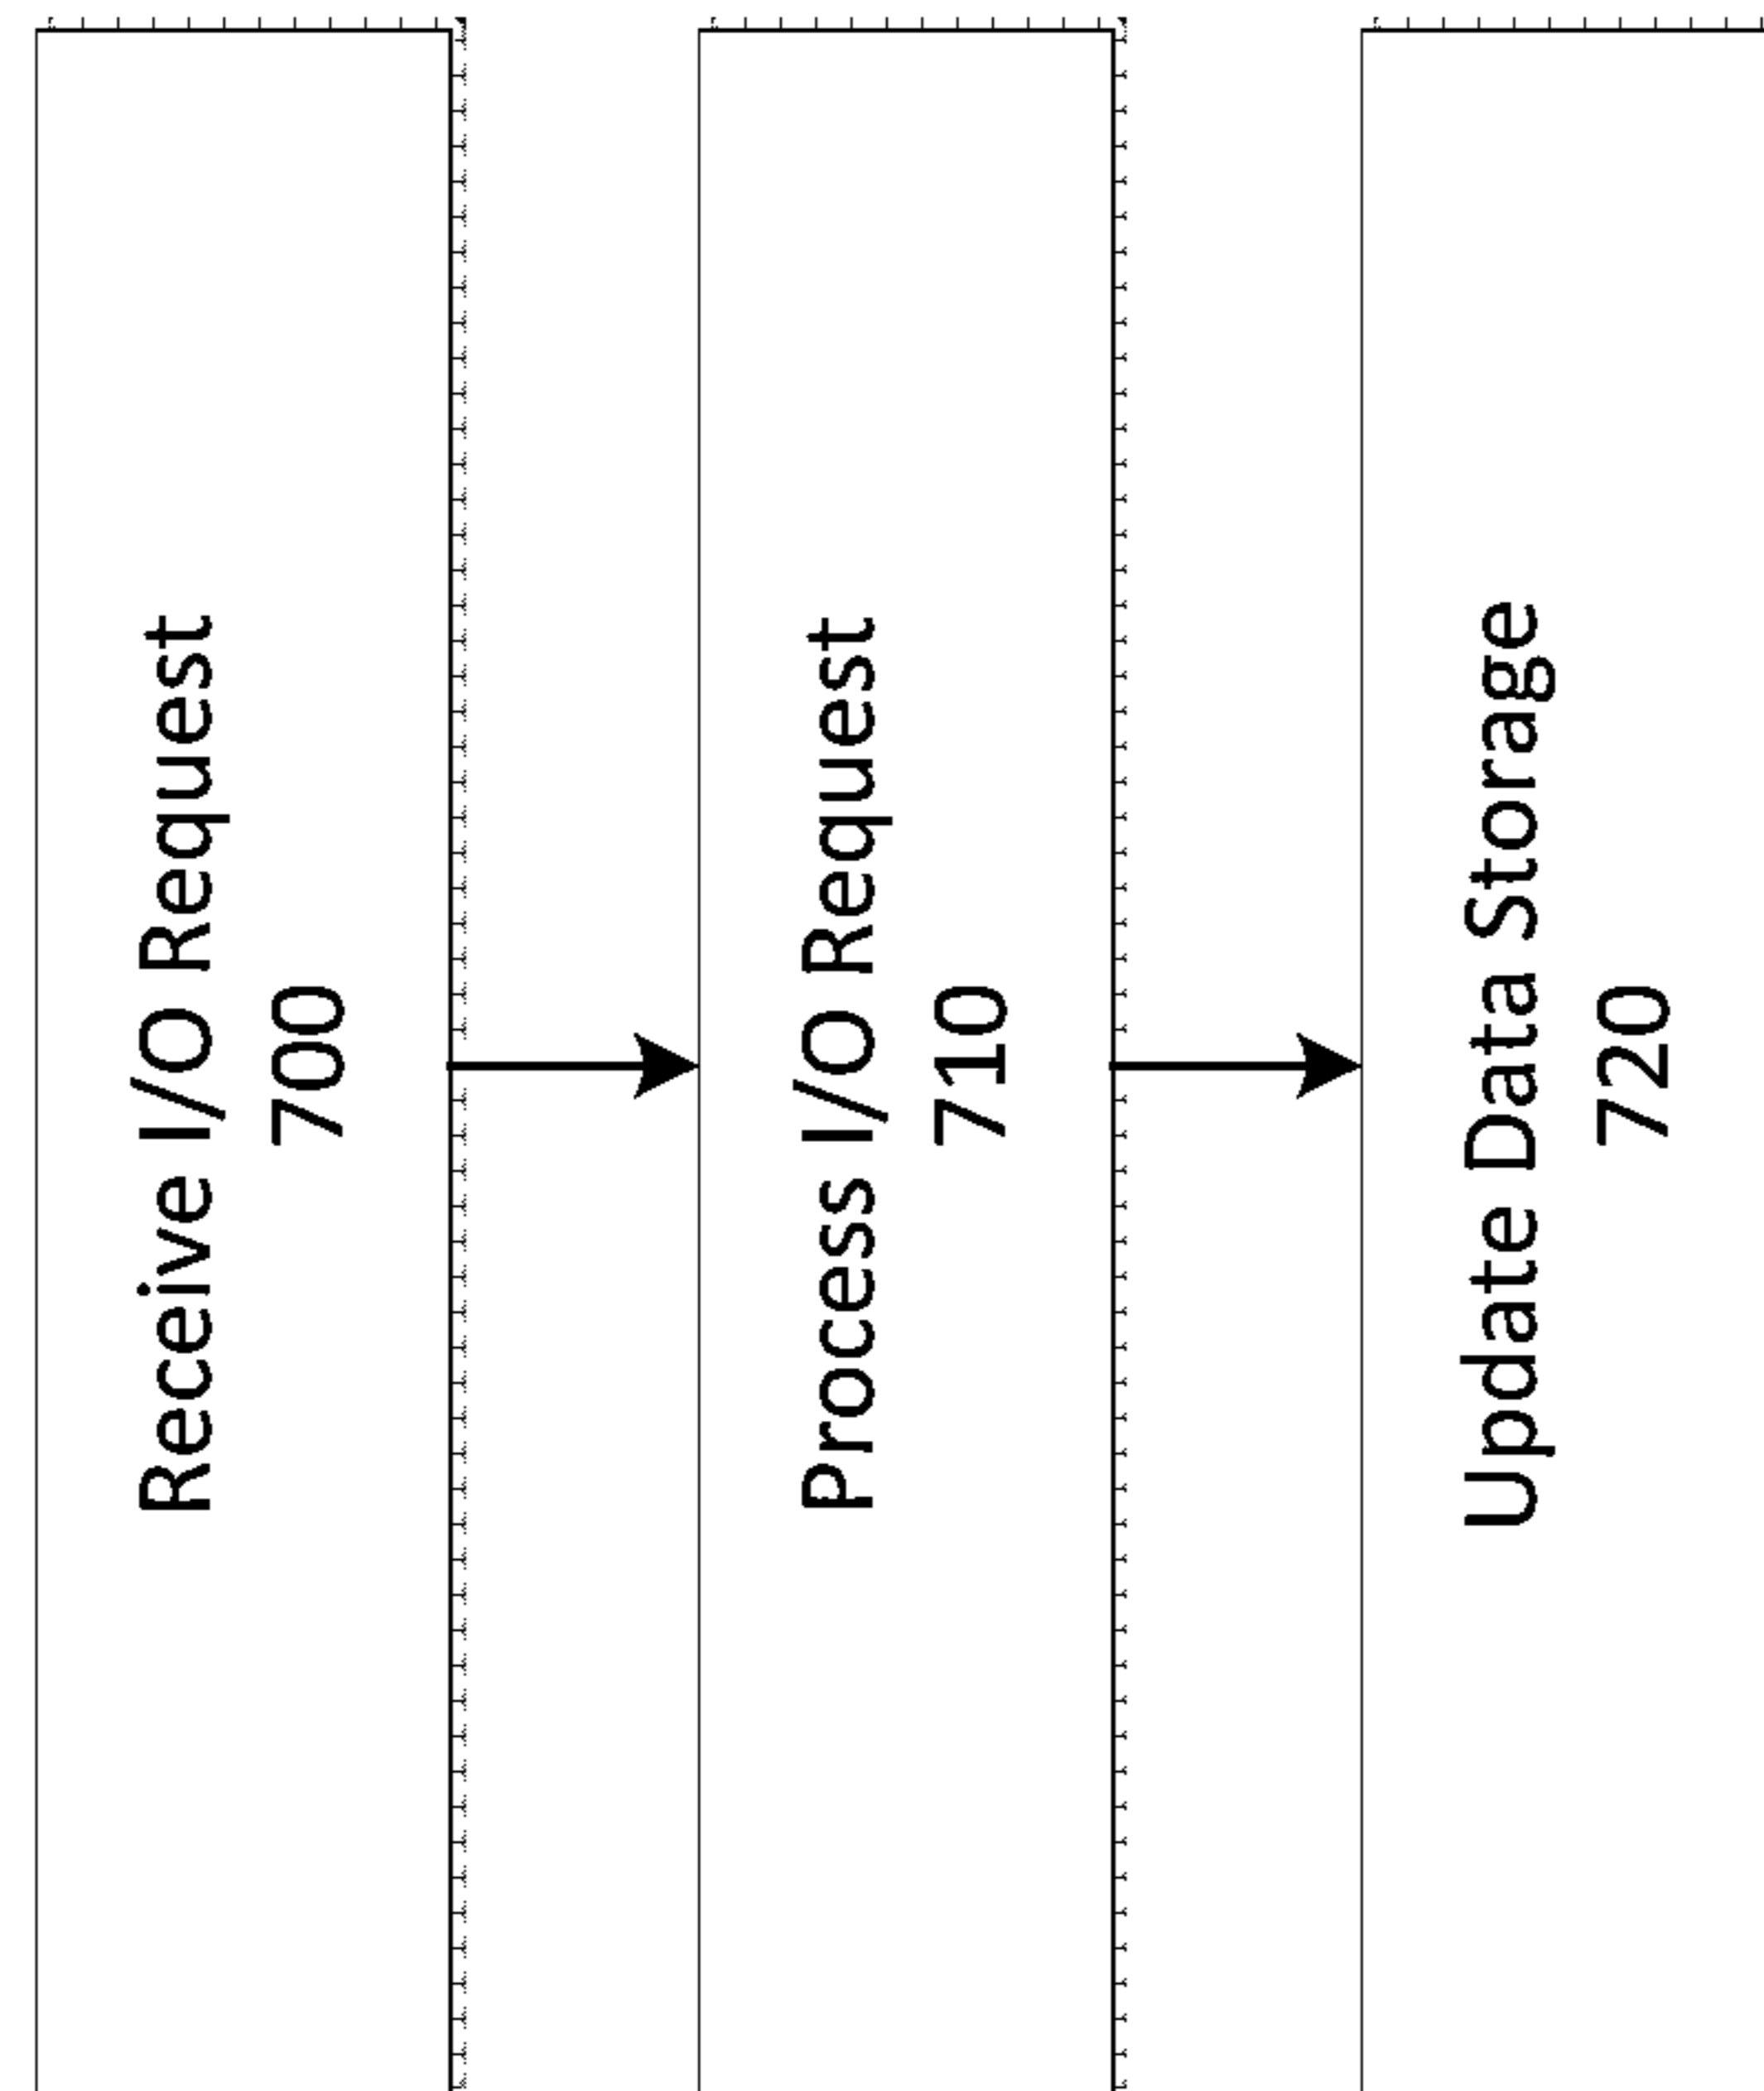 Receive I/O Request
700
Process I/O Request
710
Update Data Storage
720